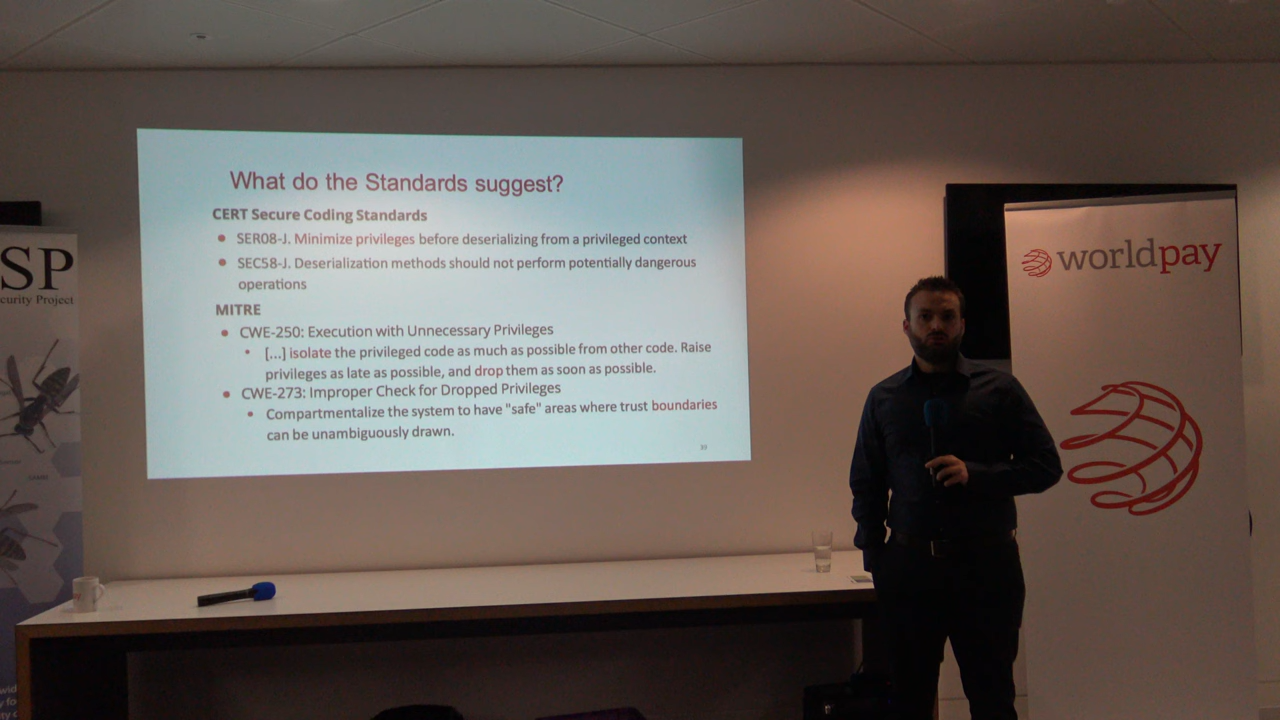 What do the Standards suggest?
CERT Secure Coding Standards
SER08-J. Minimize privileges before deserializing from a privileged context
SEC58-J. Deserialization methods should not perform potentially dangerous
operations
MITRE
CWE-250: Execution with Unnecessary Privileges
[...] isolate the privileged code as much as possible from other code. Raise
privileges as late as possible, and drop them as soon as possible.
CWE-273: Improper Check for Dropped Privileges
Compartmentalize the system to have "safe" areas where trust boundaries
can be unambiguously drawn.
SP
curity Project
worldpay